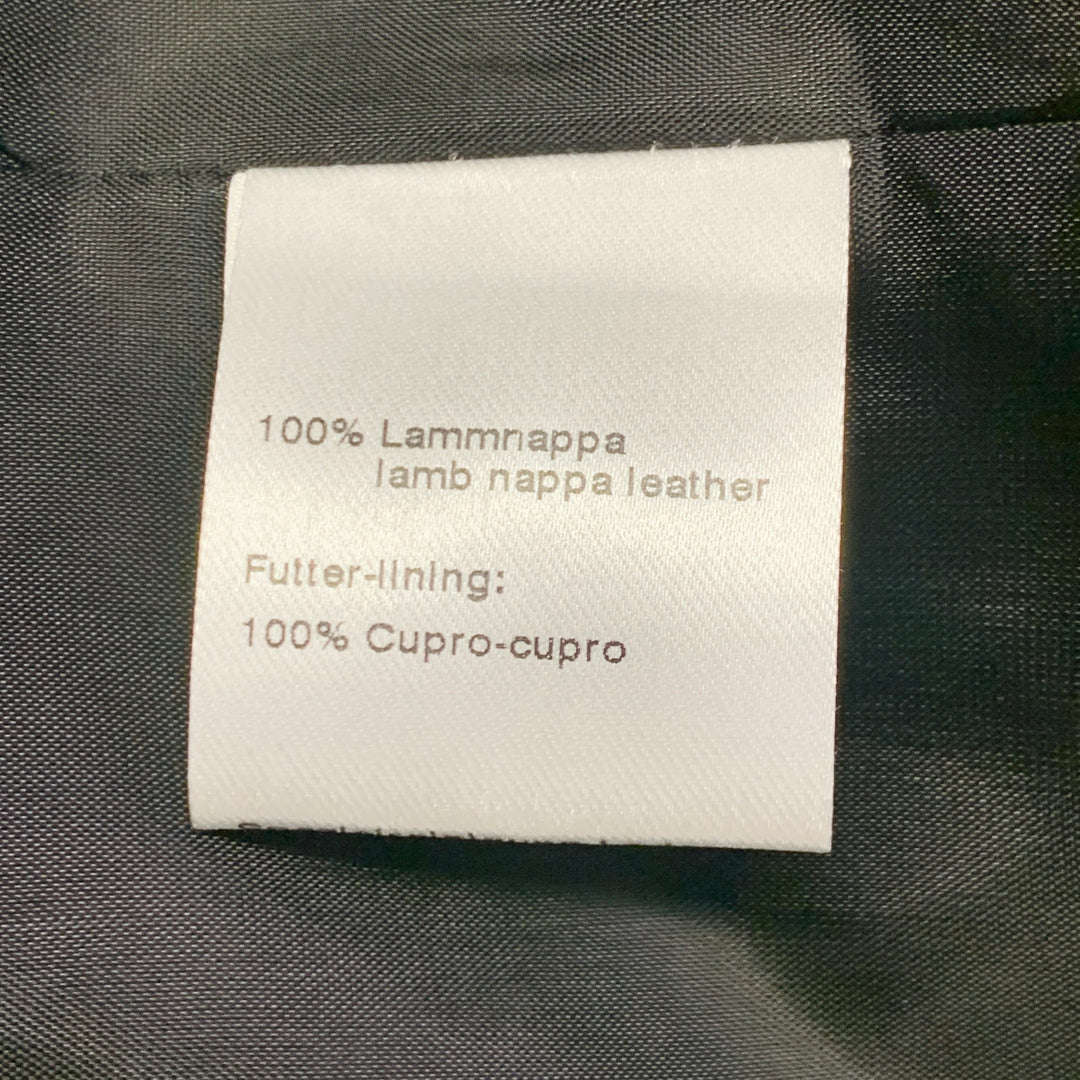 100% Lammnappa
lamb nappa leather
Futter-lining:
100% Cupro-cupro